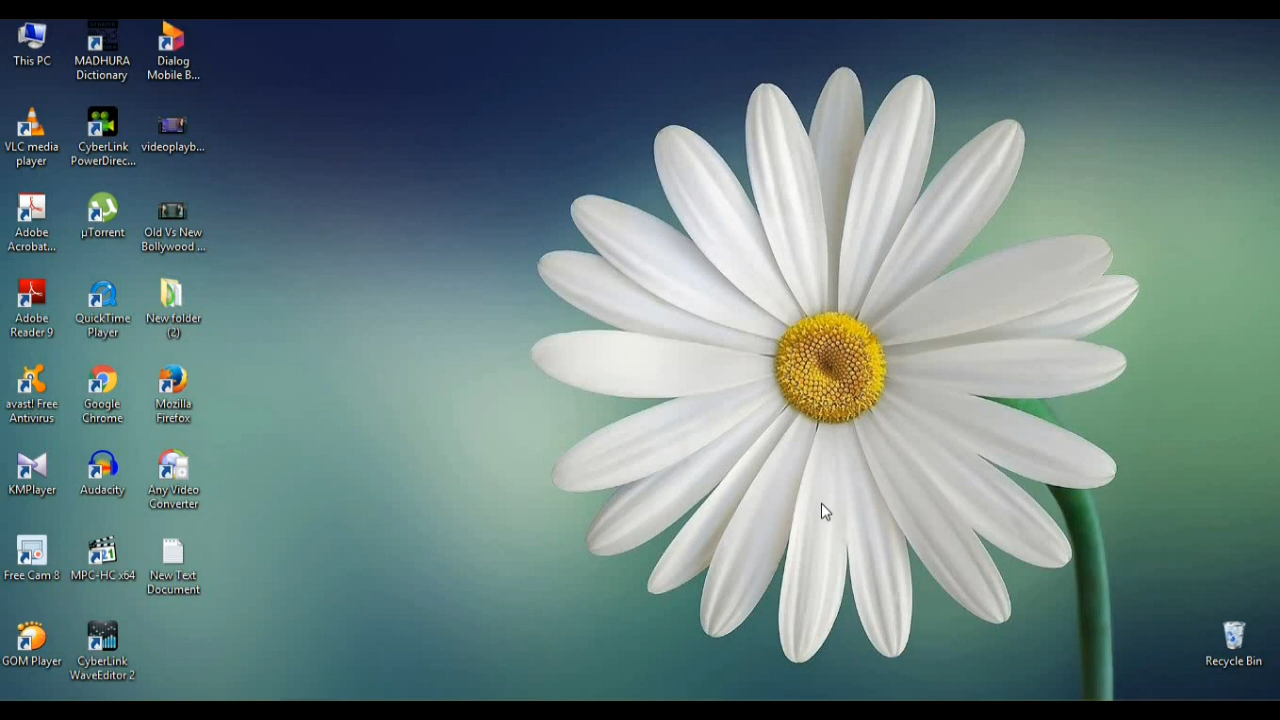 This PC
MADHURA
Dictionary
Dialog
Mobile B...
VLC media
player
CyberLink
PowerDirec...
videoplayb...
Adobe
Acrobat...
µTorrent
Old Vs New
Bollywood ...
Adobe
Reader 9
QuickTime
Player
New folder
(2)
avast! Free
Antivirus
Google
Chrome
Mozilla
Firefox
KMPlayer
Audacity
Any Video
Converter
Free Cam 8
MPC-HC x64
New Text
Document
GOM Player
CyberLink
WaveEditor 2
Recycle Bin